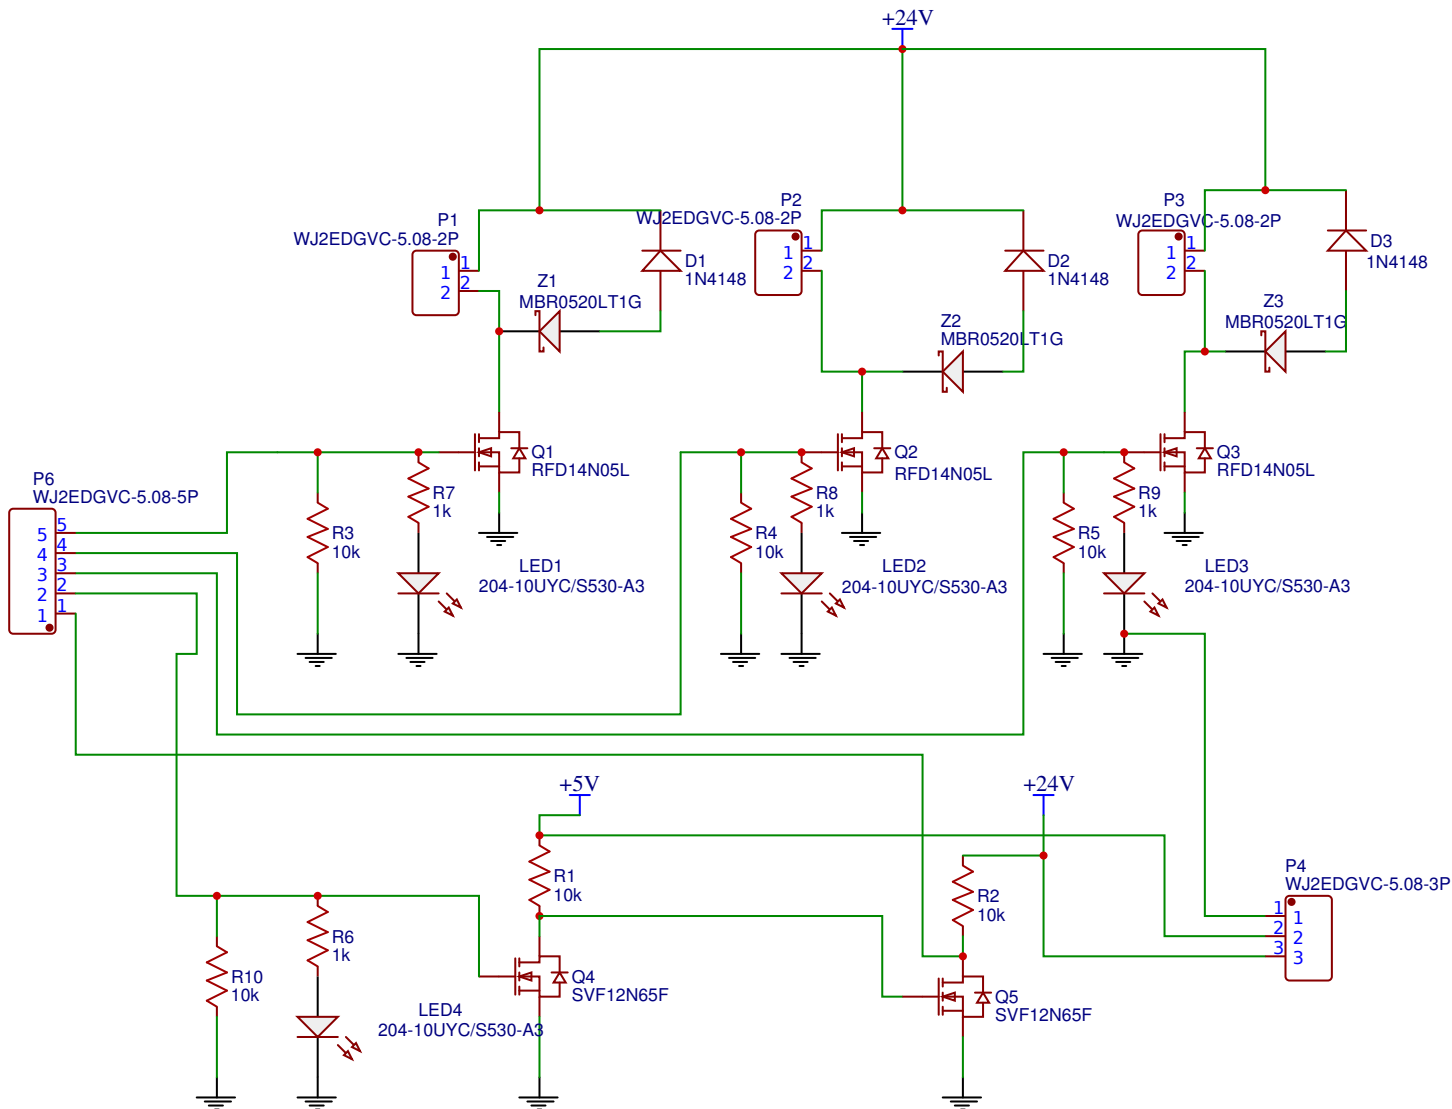 +24V
P1
WJ2EDGVC-5.08-2P
1
2
1
2
D1
1N4148
Z1
MBR0520LT1G
P2
WJ2EDGVC-5.08-2P
1
2
1
2
D2
1N4148
Z2
MBR0520LT1G
P3
WJ2EDGVC-5.08-2P
1
2
1
2
D3
1N4148
Z3
MBR0520LT1G
Q1
RFD14N05L
Q2
RFD14N05L
Q3
RFD14N05L
P6
WJ2EDGVC-5.08-5P
5
4
3
2
1
5
4
3
2
1
R3
10k
R7
1k
LED1
204-10UYC/S530-A3
R4
10k
R8
1k
LED2
204-10UYC/S530-A3
R5
10k
R9
1k
LED3
204-10UYC/S530-A3
+5V
+24V
R1
10k
R2
10k
P4
WJ2EDGVC-5.08-3P
1
2
3
1
2
3
R6
1k
R10
10k
LED4
204-10UYC/S530-A3
Q4
SVF12N65F
Q5
SVF12N65F